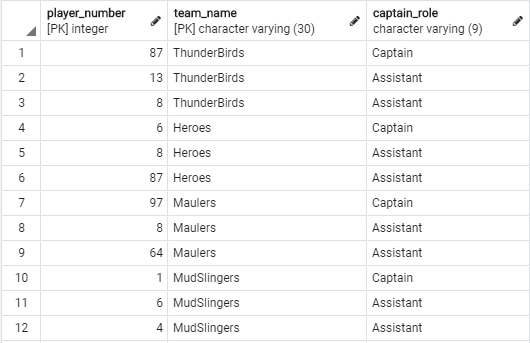 player_number team_name captain_role
[PK] integer [PK] character varying (30) character varying (9)
1 87 ThunderBirds Captain
2 13 ThunderBirds Assistant
3 8 ThunderBirds Assistant
4 6 Heroes Captain
5 8 Heroes Assistant
6 87 Heroes Assistant
7 97 Maulers Captain
8 8 Maulers Assistant
9 64 Maulers Assistant
10 1 MudSlingers Captain
11 6 MudSlingers Assistant
12 4 MudSlingers Assistant